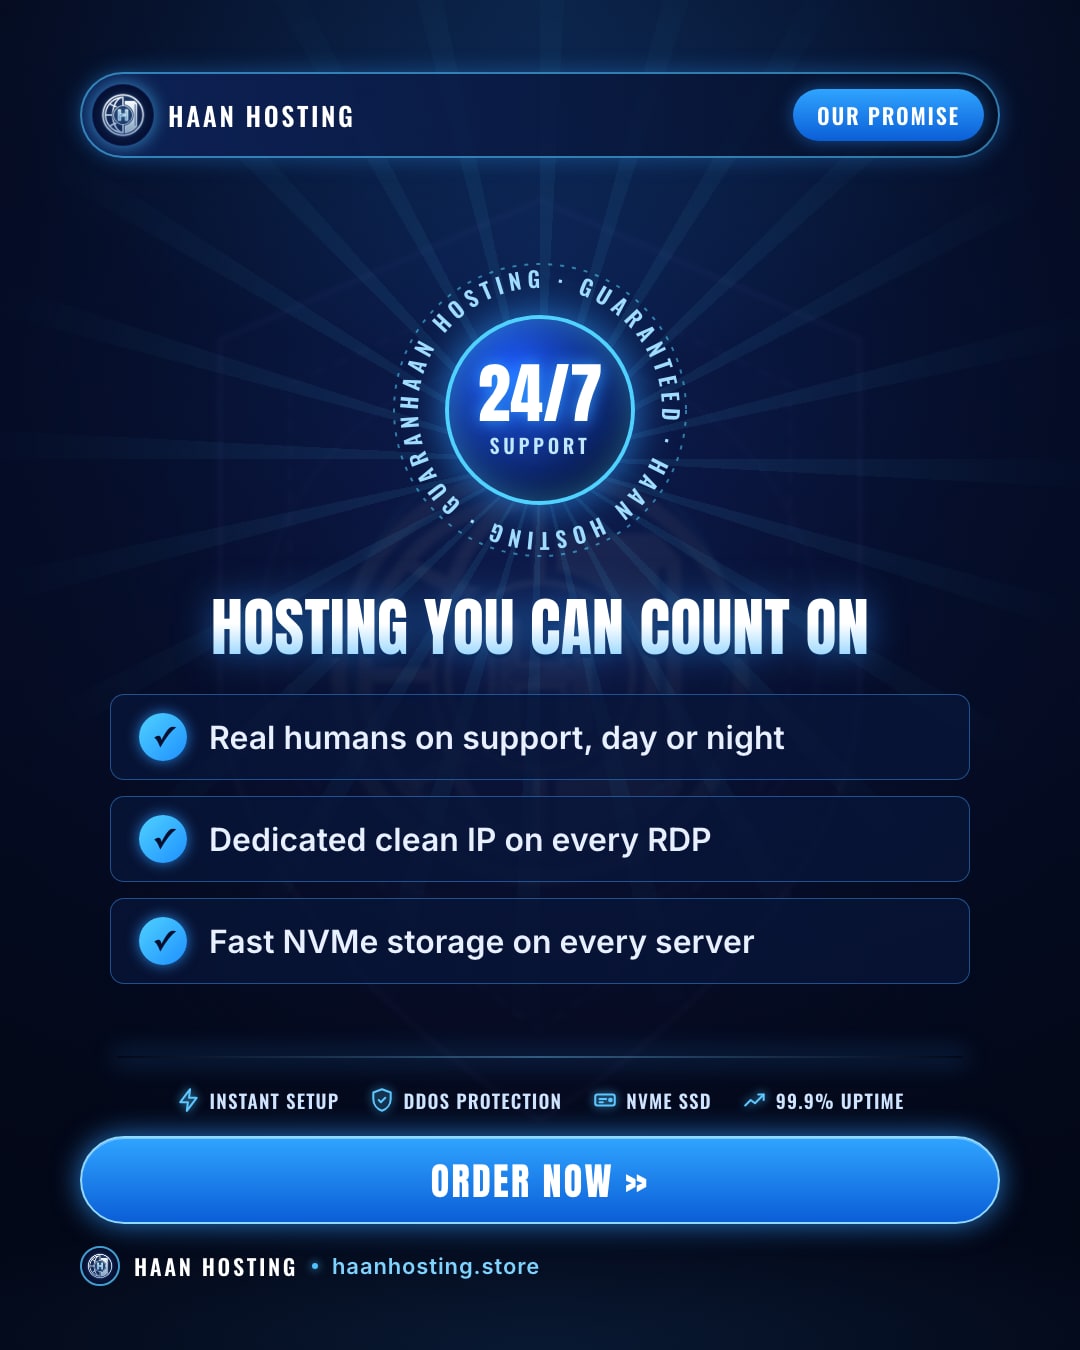 HAAN HOSTING
OUR PROMISE
HAAN HOSTING · GUARANTEED · HAAN HOSTING · GUARAN
24/7
SUPPORT
HOSTING YOU CAN COUNT ON
✓ Real humans on support, day or night
✓ Dedicated clean IP on every RDP
✓ Fast NVMe storage on every server
INSTANT SETUP
DDOS PROTECTION
NVME SSD
99.9% UPTIME
ORDER NOW »
HAAN HOSTING • haanhosting.store